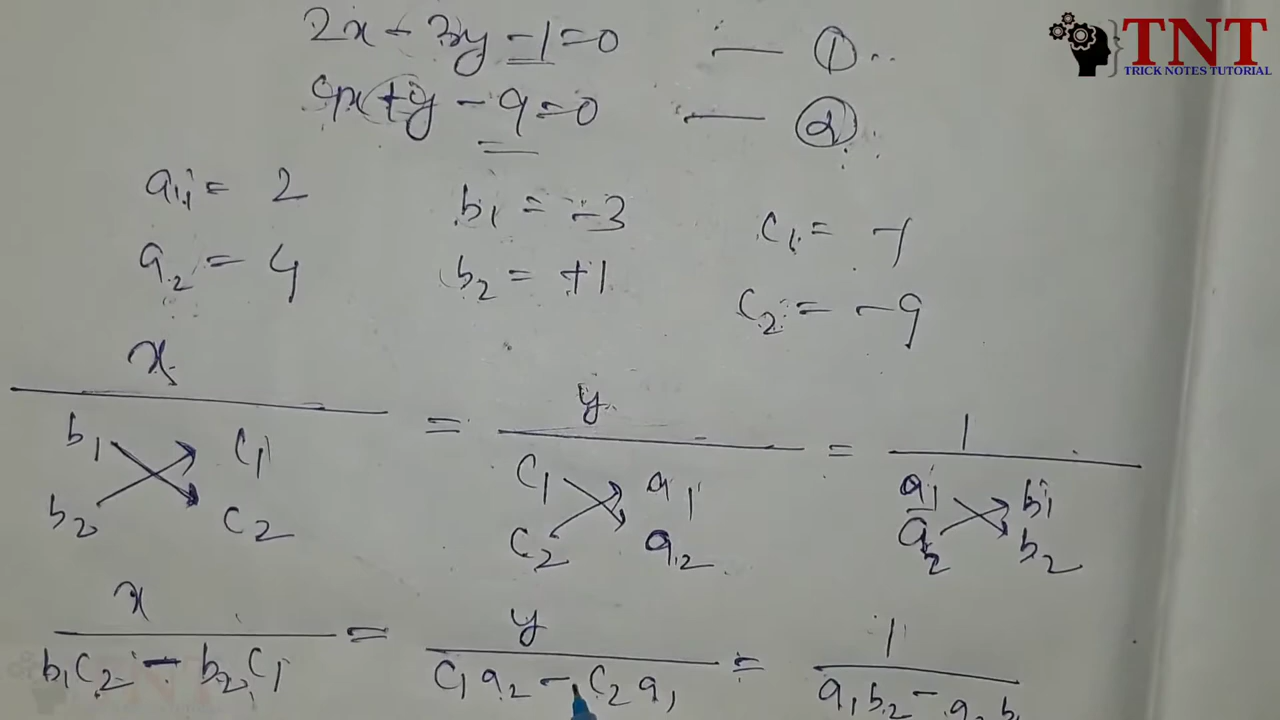 2x - 3y - 1 = 0 — ①
TNT
TRICK NOTES TUTORIAL
4x + y - 9 = 0 — ②
a₁ = 2 b₁ = -3 c₁ = -1
a₂ = 4 b₂ = +1 c₂ = -9
x = y = 1
b₁ c₁ c₁ a₁ a₁ b₁
b₂ c₂ c₂ a₂ a₂ b₂
x = y = 1
b₁c₂ - b₂c₁ c₁a₂ - c₂a₁ a₁b₂ - a₂b₁